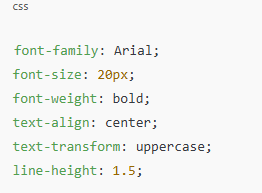 css
font-family: Arial;
font-size: 20px;
font-weight: bold;
text-align: center;
text-transform: uppercase;
line-height: 1.5;